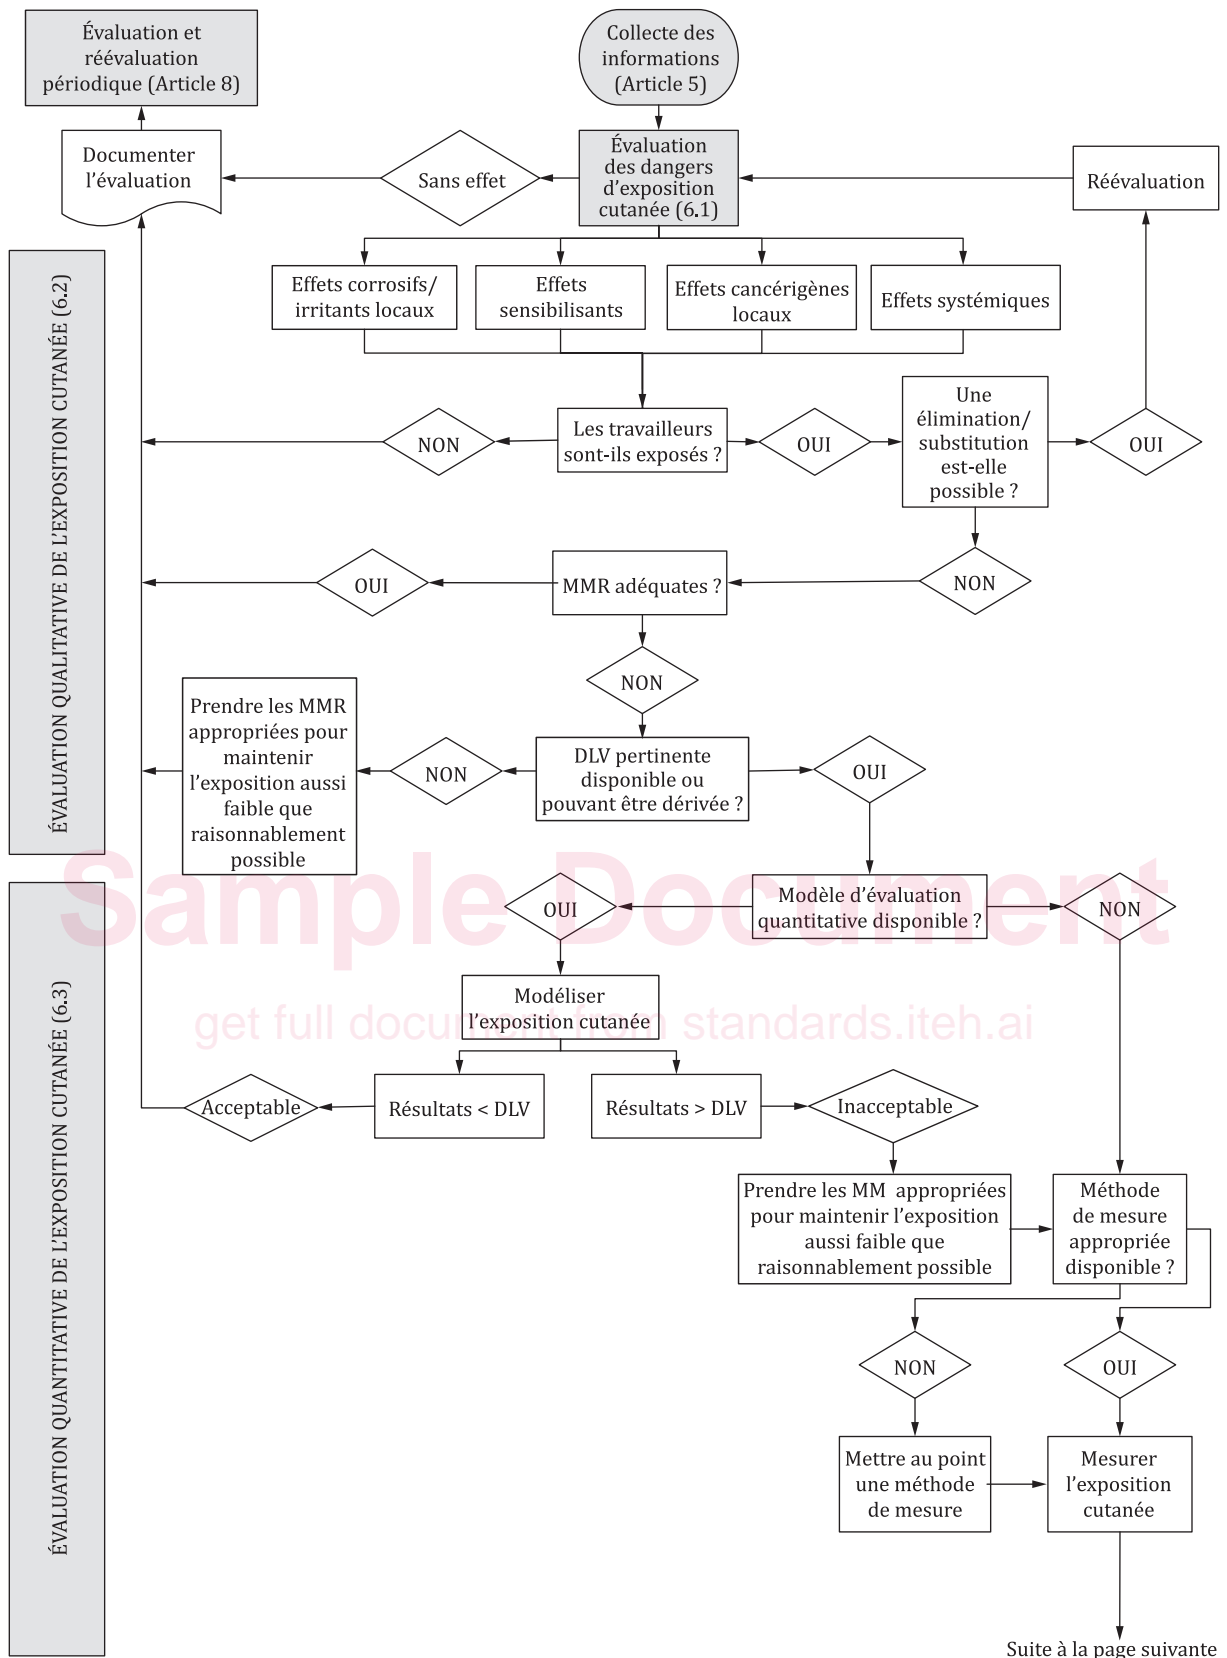 Évaluation et
réévaluation
périodique (Article 8)
Collecte des
informations
(Article 5)
Documenter
l'évaluation
Sans effet
Évaluation
des dangers
d'exposition
cutanée (6.1)
Réévaluation
ÉVALUATION QUALITATIVE DE L'EXPOSITION CUTANÉE (6.2)
Effets corrosifs/
irritants locaux
Effets
sensibilisants
Effets cancérigènes
locaux
Effets systémiques
NON
Les travailleurs
sont-ils exposés ?
OUI
Une
élimination/
substitution
est-elle
possible ?
OUI
OUI
MMR adéquates ?
NON
NON
Prendre les MMR
appropriées pour
maintenir
l'exposition aussi
faible que
raisonnablement
possible
NON
DLV pertinente
disponible ou
pouvant être dérivée ?
OUI
Sample Document
get full document from standards.iteh.ai
ÉVALUATION QUANTITATIVE DE L'EXPOSITION CUTANÉE (6.3)
OUI
Modèle d'évaluation
quantitative disponible ?
NON
Modéliser
l'exposition cutanée
Acceptable
Résultats < DLV
Résultats > DLV
Inacceptable
Prendre les MM appropriées
pour maintenir l'exposition
aussi faible que
raisonnablement possible
Méthode
de mesure
appropriée
disponible ?
NON
OUI
Mettre au point
une méthode
de mesure
Mesurer
l'exposition
cutanée
Suite à la page suivante